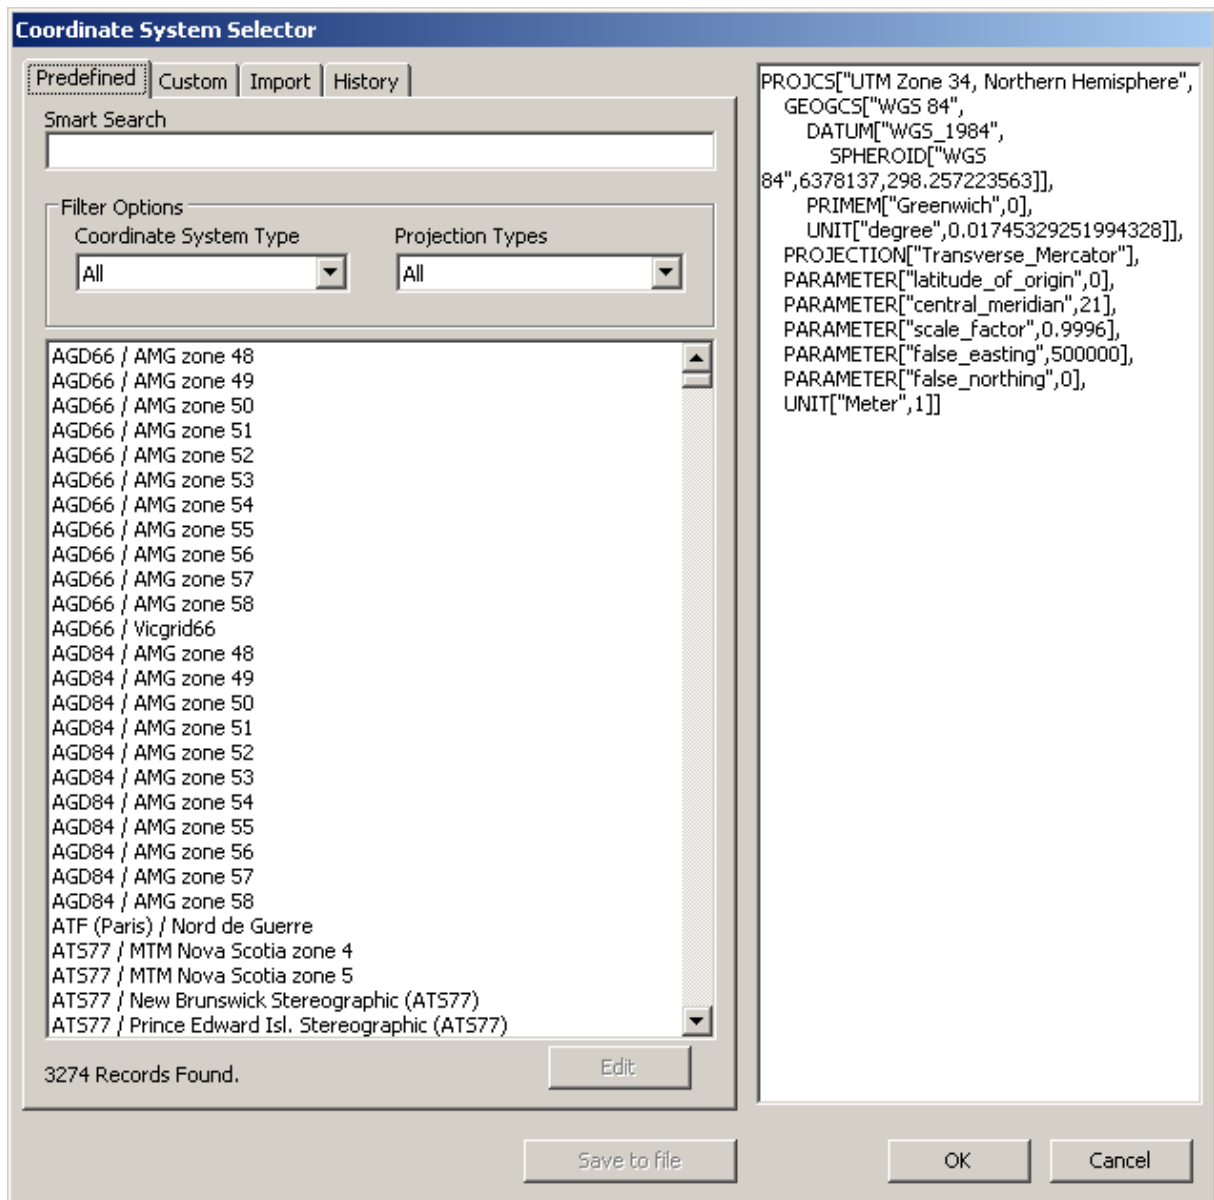 Coordinate System Selector
Predefined Custom Import History
Smart Search
Filter Options
Coordinate System Type Projection Types
All All
AGD66 / AMG zone 48
AGD66 / AMG zone 49
AGD66 / AMG zone 50
AGD66 / AMG zone 51
AGD66 / AMG zone 52
AGD66 / AMG zone 53
AGD66 / AMG zone 54
AGD66 / AMG zone 55
AGD66 / AMG zone 56
AGD66 / AMG zone 57
AGD66 / AMG zone 58
AGD66 / Vicgrid66
AGD84 / AMG zone 48
AGD84 / AMG zone 49
AGD84 / AMG zone 50
AGD84 / AMG zone 51
AGD84 / AMG zone 52
AGD84 / AMG zone 53
AGD84 / AMG zone 54
AGD84 / AMG zone 55
AGD84 / AMG zone 56
AGD84 / AMG zone 57
AGD84 / AMG zone 58
ATF (Paris) / Nord de Guerre
ATS77 / MTM Nova Scotia zone 4
ATS77 / MTM Nova Scotia zone 5
ATS77 / New Brunswick Stereographic (ATS77)
ATS77 / Prince Edward Isl. Stereographic (ATS77)
3274 Records Found.
Edit
PROJCS["UTM Zone 34, Northern Hemisphere",
GEOGCS["WGS 84",
DATUM["WGS_1984",
SPHEROID["WGS
84",6378137,298.257223563]],
PRIMEM["Greenwich",0],
UNIT["degree",0.01745329251994328]],
PROJECTION["Transverse_Mercator"],
PARAMETER["latitude_of_origin",0],
PARAMETER["central_meridian",21],
PARAMETER["scale_factor",0.9996],
PARAMETER["false_easting",500000],
PARAMETER["false_northing",0],
UNIT["Meter",1]]
Save to file
OK
Cancel